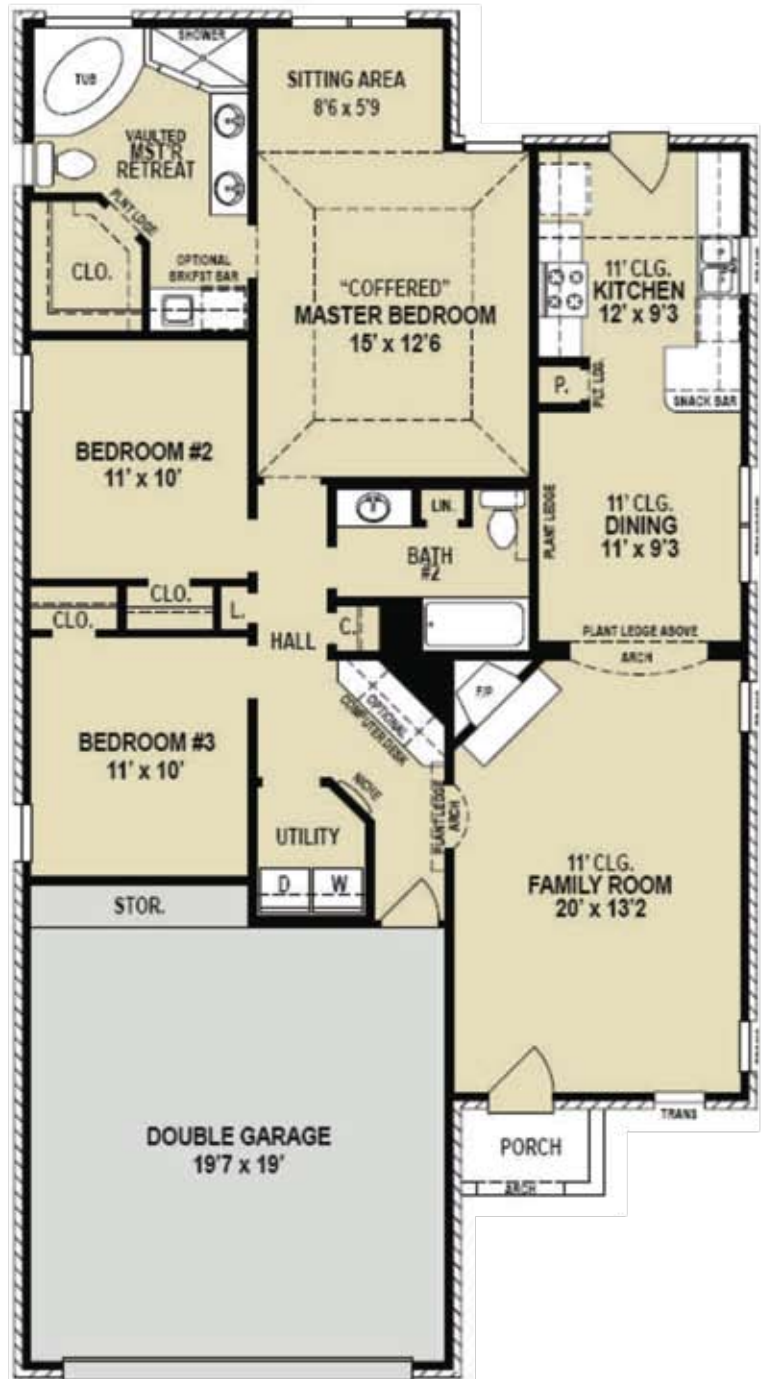 SHOWER
TUB
SITTING AREA
8'6 x 5'9
VAULTED
MST'R
RETREAT
PLNT LDGE
CLO.
OPTIONAL
BRKFST BAR
"COFFERED"
MASTER BEDROOM
15' x 12'6
11' CLG.
KITCHEN
12' x 9'3
P.
PLT. LDG.
SNACK BAR
BEDROOM #2
11' x 10'
LIN.
BATH
#2
PLANT LEDGE
11' CLG.
DINING
11' x 9'3
CLO.
CLO.
L.
C.
HALL
PLANT LEDGE ABOVE
ARCH
F/P
OPTIONAL
COMPUTER DESK
BEDROOM #3
11' x 10'
NICHE
PLANT LEDGE
ARCH
UTILITY
D W
11' CLG.
FAMILY ROOM
20' x 13'2
STOR.
TRANS
PORCH
ARCH
DOUBLE GARAGE
19'7 x 19'